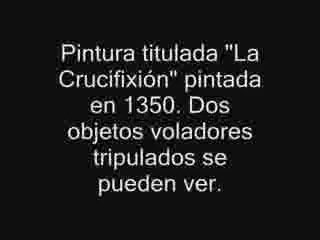 Pintura titulada "La
Crucifixión" pintada
en 1350. Dos
objetos voladores
tripulados se
pueden ver.